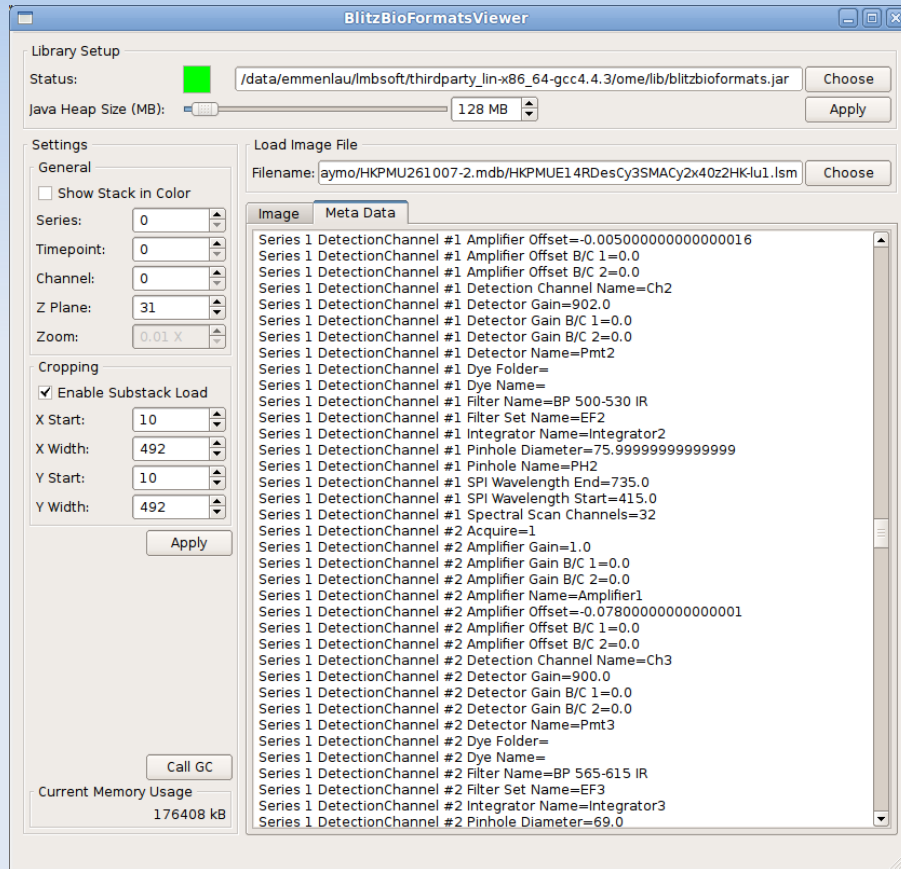 BlitzBioFormatsViewer
Library Setup
Status: /data/emmenlau/lmbsoft/thirdparty_lin-x86_64-gcc4.4.3/ome/lib/blitzbioformats.jar Choose
Java Heap Size (MB): 128 MB Apply
Settings
General
Show Stack in Color
Series: 0
Timepoint: 0
Channel: 0
Z Plane: 31
Zoom: 0.01 X
Cropping
Enable Substack Load
X Start: 10
X Width: 492
Y Start: 10
Y Width: 492
Apply
Call GC
Current Memory Usage
176408 kB
Load Image File
Filename: aymo/HKPMU261007-2.mdb/HKPMUE14RDesCy3SMACy2x40z2HK-lu1.lsm Choose
Image Meta Data
Series 1 DetectionChannel #1 Amplifier Offset=-0.005000000000000016
Series 1 DetectionChannel #1 Amplifier Offset B/C 1=0.0
Series 1 DetectionChannel #1 Amplifier Offset B/C 2=0.0
Series 1 DetectionChannel #1 Detection Channel Name=Ch2
Series 1 DetectionChannel #1 Detector Gain=902.0
Series 1 DetectionChannel #1 Detector Gain B/C 1=0.0
Series 1 DetectionChannel #1 Detector Gain B/C 2=0.0
Series 1 DetectionChannel #1 Detector Name=Pmt2
Series 1 DetectionChannel #1 Dye Folder=
Series 1 DetectionChannel #1 Dye Name=
Series 1 DetectionChannel #1 Filter Name=BP 500-530 IR
Series 1 DetectionChannel #1 Filter Set Name=EF2
Series 1 DetectionChannel #1 Integrator Name=Integrator2
Series 1 DetectionChannel #1 Pinhole Diameter=75.99999999999999
Series 1 DetectionChannel #1 Pinhole Name=PH2
Series 1 DetectionChannel #1 SPI Wavelength End=735.0
Series 1 DetectionChannel #1 SPI Wavelength Start=415.0
Series 1 DetectionChannel #1 Spectral Scan Channels=32
Series 1 DetectionChannel #2 Acquire=1
Series 1 DetectionChannel #2 Amplifier Gain=1.0
Series 1 DetectionChannel #2 Amplifier Gain B/C 1=0.0
Series 1 DetectionChannel #2 Amplifier Gain B/C 2=0.0
Series 1 DetectionChannel #2 Amplifier Name=Amplifier1
Series 1 DetectionChannel #2 Amplifier Offset=-0.07800000000000001
Series 1 DetectionChannel #2 Amplifier Offset B/C 1=0.0
Series 1 DetectionChannel #2 Amplifier Offset B/C 2=0.0
Series 1 DetectionChannel #2 Detection Channel Name=Ch3
Series 1 DetectionChannel #2 Detector Gain=900.0
Series 1 DetectionChannel #2 Detector Gain B/C 1=0.0
Series 1 DetectionChannel #2 Detector Gain B/C 2=0.0
Series 1 DetectionChannel #2 Detector Name=Pmt3
Series 1 DetectionChannel #2 Dye Folder=
Series 1 DetectionChannel #2 Dye Name=
Series 1 DetectionChannel #2 Filter Name=BP 565-615 IR
Series 1 DetectionChannel #2 Filter Set Name=EF3
Series 1 DetectionChannel #2 Integrator Name=Integrator3
Series 1 DetectionChannel #2 Pinhole Diameter=69.0